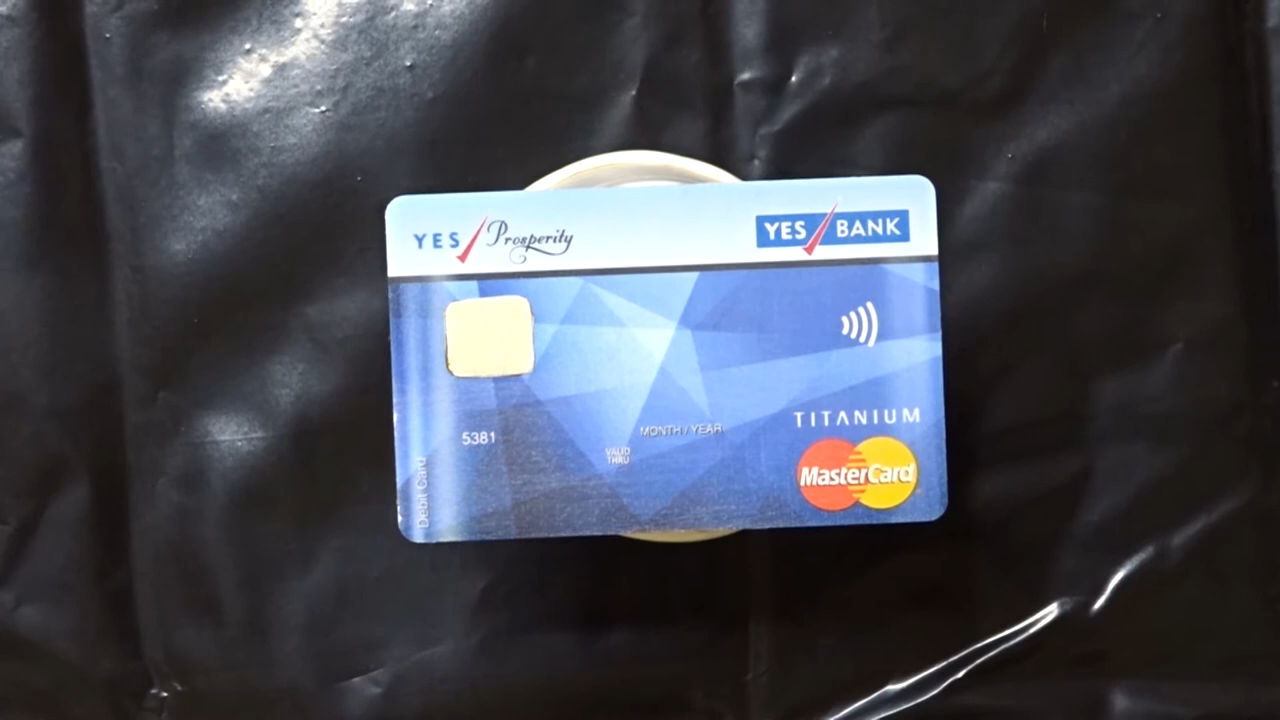 YES Prosperity
YES BANK
5381
MONTH / YEAR
VALID
THRU
TITANIUM
MasterCard
Debit Card